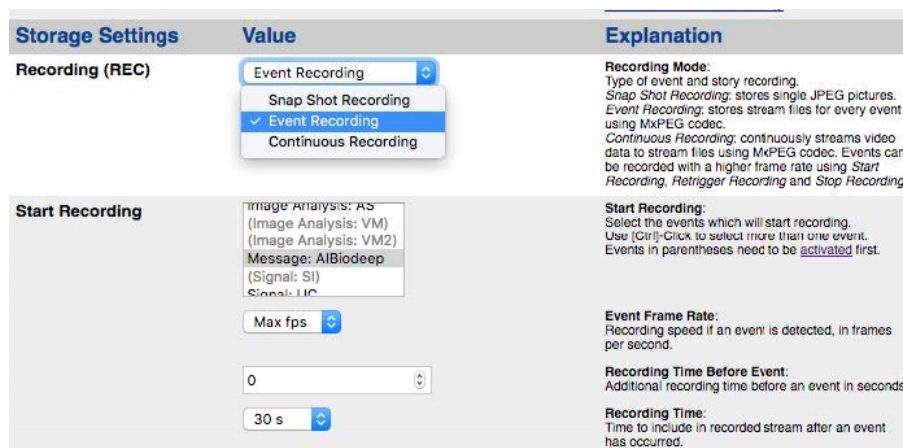 Storage Settings Value Explanation
Recording (REC)
Event Recording
Snap Shot Recording
✓ Event Recording
Continuous Recording
Recording Mode:
Type of event and story recording.
Snap Shot Recording: stores single JPEG pictures.
Event Recording: stores stream files for every event
using MxPEG codec.
Continuous Recording: continuously streams video
data to stream files using MxPEG codec. Events can
be recorded with a higher frame rate using Start
Recording, Retrigger Recording and Stop Recording
Start Recording
Image Analysis: AS
(Image Analysis: VM)
(Image Analysis: VM2)
Message: AIBiodeep
(Signal: SI)
Signal: UC
Start Recording:
Select the events which will start recording.
Use [Ctrl]-Click to select more than one event.
Events in parentheses need to be activated first.
Max fps
Event Frame Rate:
Recording speed if an event is detected, in frames
per second.
0
Recording Time Before Event:
Additional recording time before an event in seconds
30 s
Recording Time:
Time to include in recorded stream after an event
has occurred.